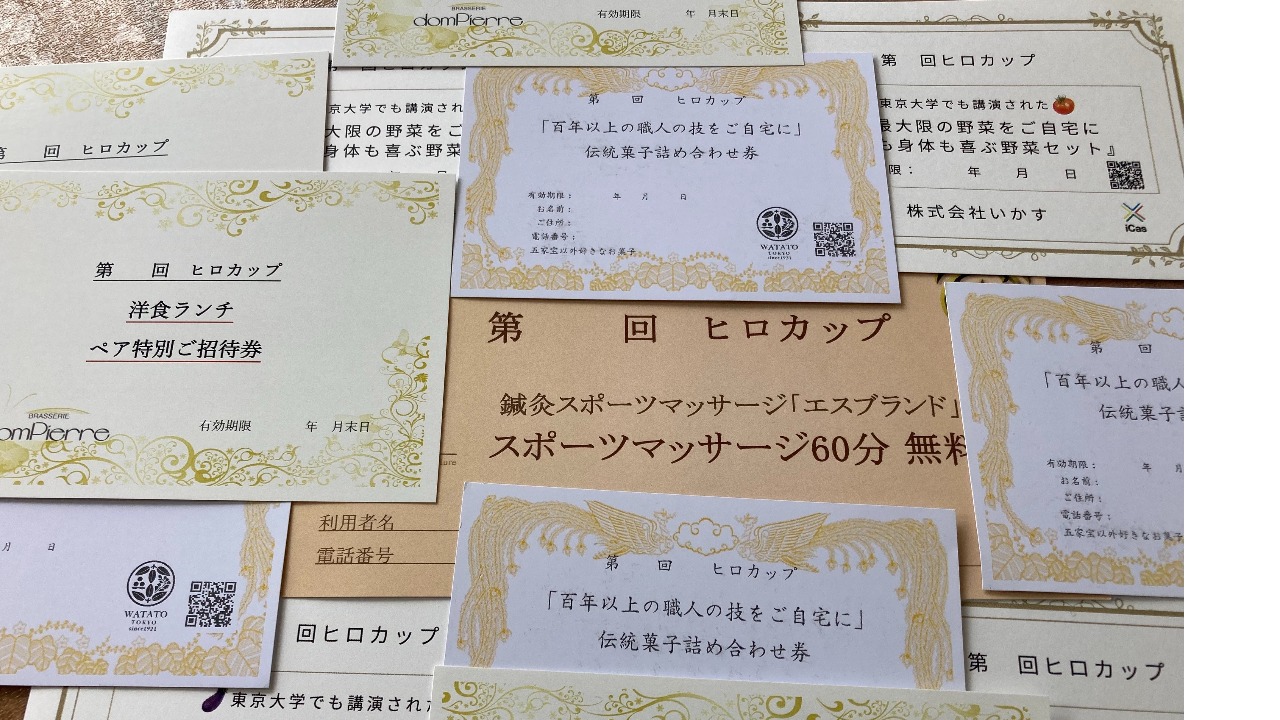 BRASSERIE
domPierre
有効期限 年 月末日
回 ヒロカップ
第 回 ヒロカップ
洋食ランチ
ペア特別ご招待券
BRASSERIE
omPierre
有効期限 年 月末日
京大学でも講演され
大限の野菜をご
身体も喜ぶ野菜
第 回 ヒロカップ
「百年以上の職人の技をご自宅に」
伝統菓子詰め合わせ券
有効期限: 年 月 日
お名前:
ご住所:
電話番号:
五家宝以外好きなお菓子
WATATO
TOKYO
since1921
第 回ヒロカップ
東京大学でも講演された
最大限の野菜をご自宅に
も身体も喜ぶ野菜セット』
限: 年 月 日
株式会社いかす
iCas
第 回 ヒロカップ
鍼灸スポーツマッサージ「エスブランド」
スポーツマッサージ60分 無料
利用者名
電話番号
第 回
「百年以上の職人
伝統菓子
有効期限: 年 月
お名前:
ご住所:
電話番号:
五家宝以外好きなお菓子
月 日
WATATO
TOKYO
since1921
第 回 ヒロカップ
「百年以上の職人の技をご自宅に」
伝統菓子詰め合わせ券
回ヒロカップ
東京大学でも講演された
第 回ヒロカップ